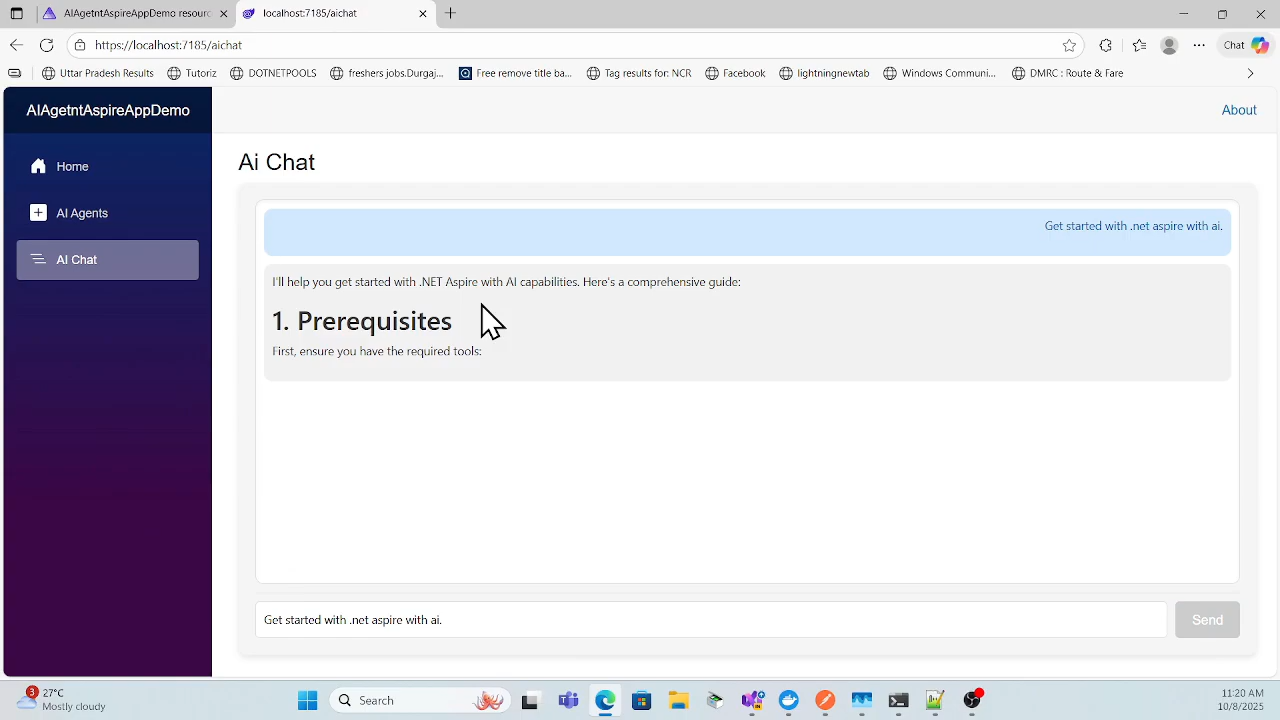 AIAgetntAspireAppDemo resourc
localhost:7185/aichat
https://localhost:7185/aichat
Chat
Uttar Pradesh Results
Tutoriz
DOTNETPOOLS
freshers.jobs.Durgaj...
Free remove title ba...
Tag results for: NCR
Facebook
lightningnewtab
Windows Communi...
DMRC : Route & Fare
AIAgetntAspireAppDemo
About
Home
AI Agents
AI Chat
Ai Chat
Get started with .net aspire with ai.
I'll help you get started with .NET Aspire with AI capabilities. Here's a comprehensive guide:
1. Prerequisites
First, ensure you have the required tools:
Get started with .net aspire with ai.
Send
3
27°C
Mostly cloudy
Search
11:20 AM
10/8/2025